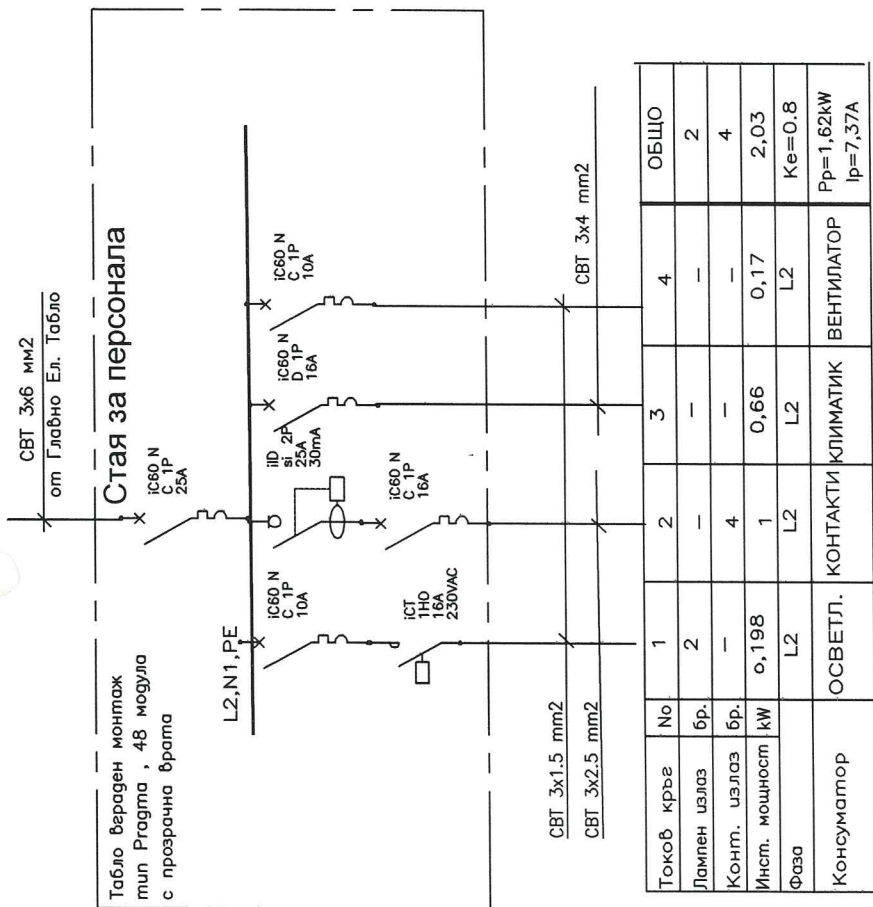 СВТ 3x6 мм2
от Главно Ел. Табло
Табло вграден монтаж
тип Pragma , 48 модула
с прозрачна врата
Стая за персонала
iC60 N
C 1P
25A
L2,N1,PE
iC60 N
C 1P
10A
iID
si 2P
25A
30mA
iC60 N
D 1P
16A
iC60 N
C 1P
10A
iCT
1НО
16A
230VAC
iC60 N
C 1P
16A
СВТ 3x1.5 mm2
СВТ 3x2.5 mm2
СВТ 3x4 mm2
Токов кръг No 1 2 3 4 ОБЩО
Лампен излаз бр. 2 – – – 2
Конт. излаз бр. – 4 – – 4
Инст. мощност kW 0,198 1 0,66 0,17 2,03
Фаза L2 L2 L2 L2 Ke=0.8
Консуматор ОСВЕТЛ. КОНТАКТИ КЛИМАТИК ВЕНТИЛАТОР Pp=1,62kW
Ip=7,37A